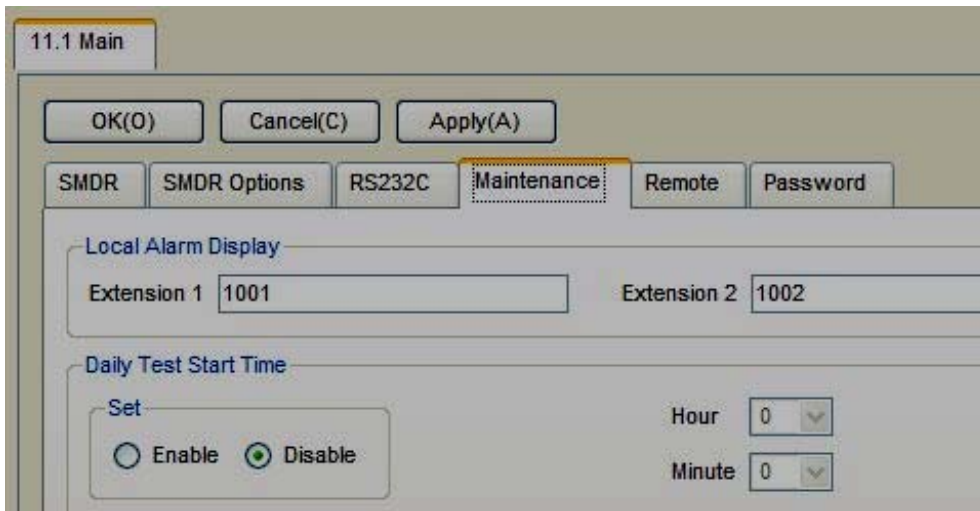 11.1 Main
OK(O) Cancel(C) Apply(A)
SMDR SMDR Options RS232C Maintenance Remote Password
Local Alarm Display
Extension 1 1001 Extension 2 1002
Daily Test Start Time
Set
Hour 0
Enable Disable
Minute 0